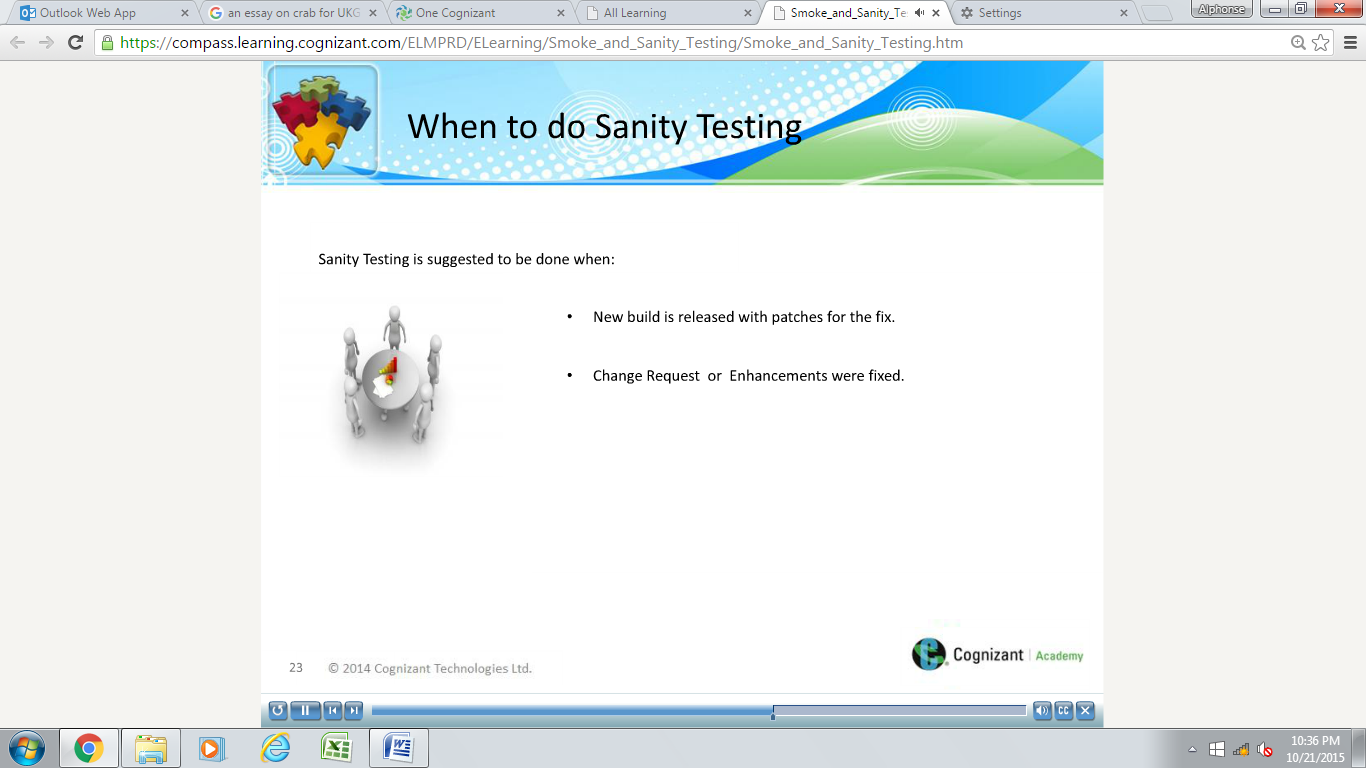 Outlook Web App
an essay on crab for UKG
One Cognizant
All Learning
Smoke_and_Sanity_Te
Settings
Alphonse
https://compass.learning.cognizant.com/ELMPRD/ELearning/Smoke_and_Sanity_Testing/Smoke_and_Sanity_Testing.htm
When to do Sanity Testing
Sanity Testing is suggested to be done when:
• New build is released with patches for the fix.
• Change Request or Enhancements were fixed.
23 © 2014 Cognizant Technologies Ltd.
Cognizant | Academy
CC
10:36 PM
10/21/2015